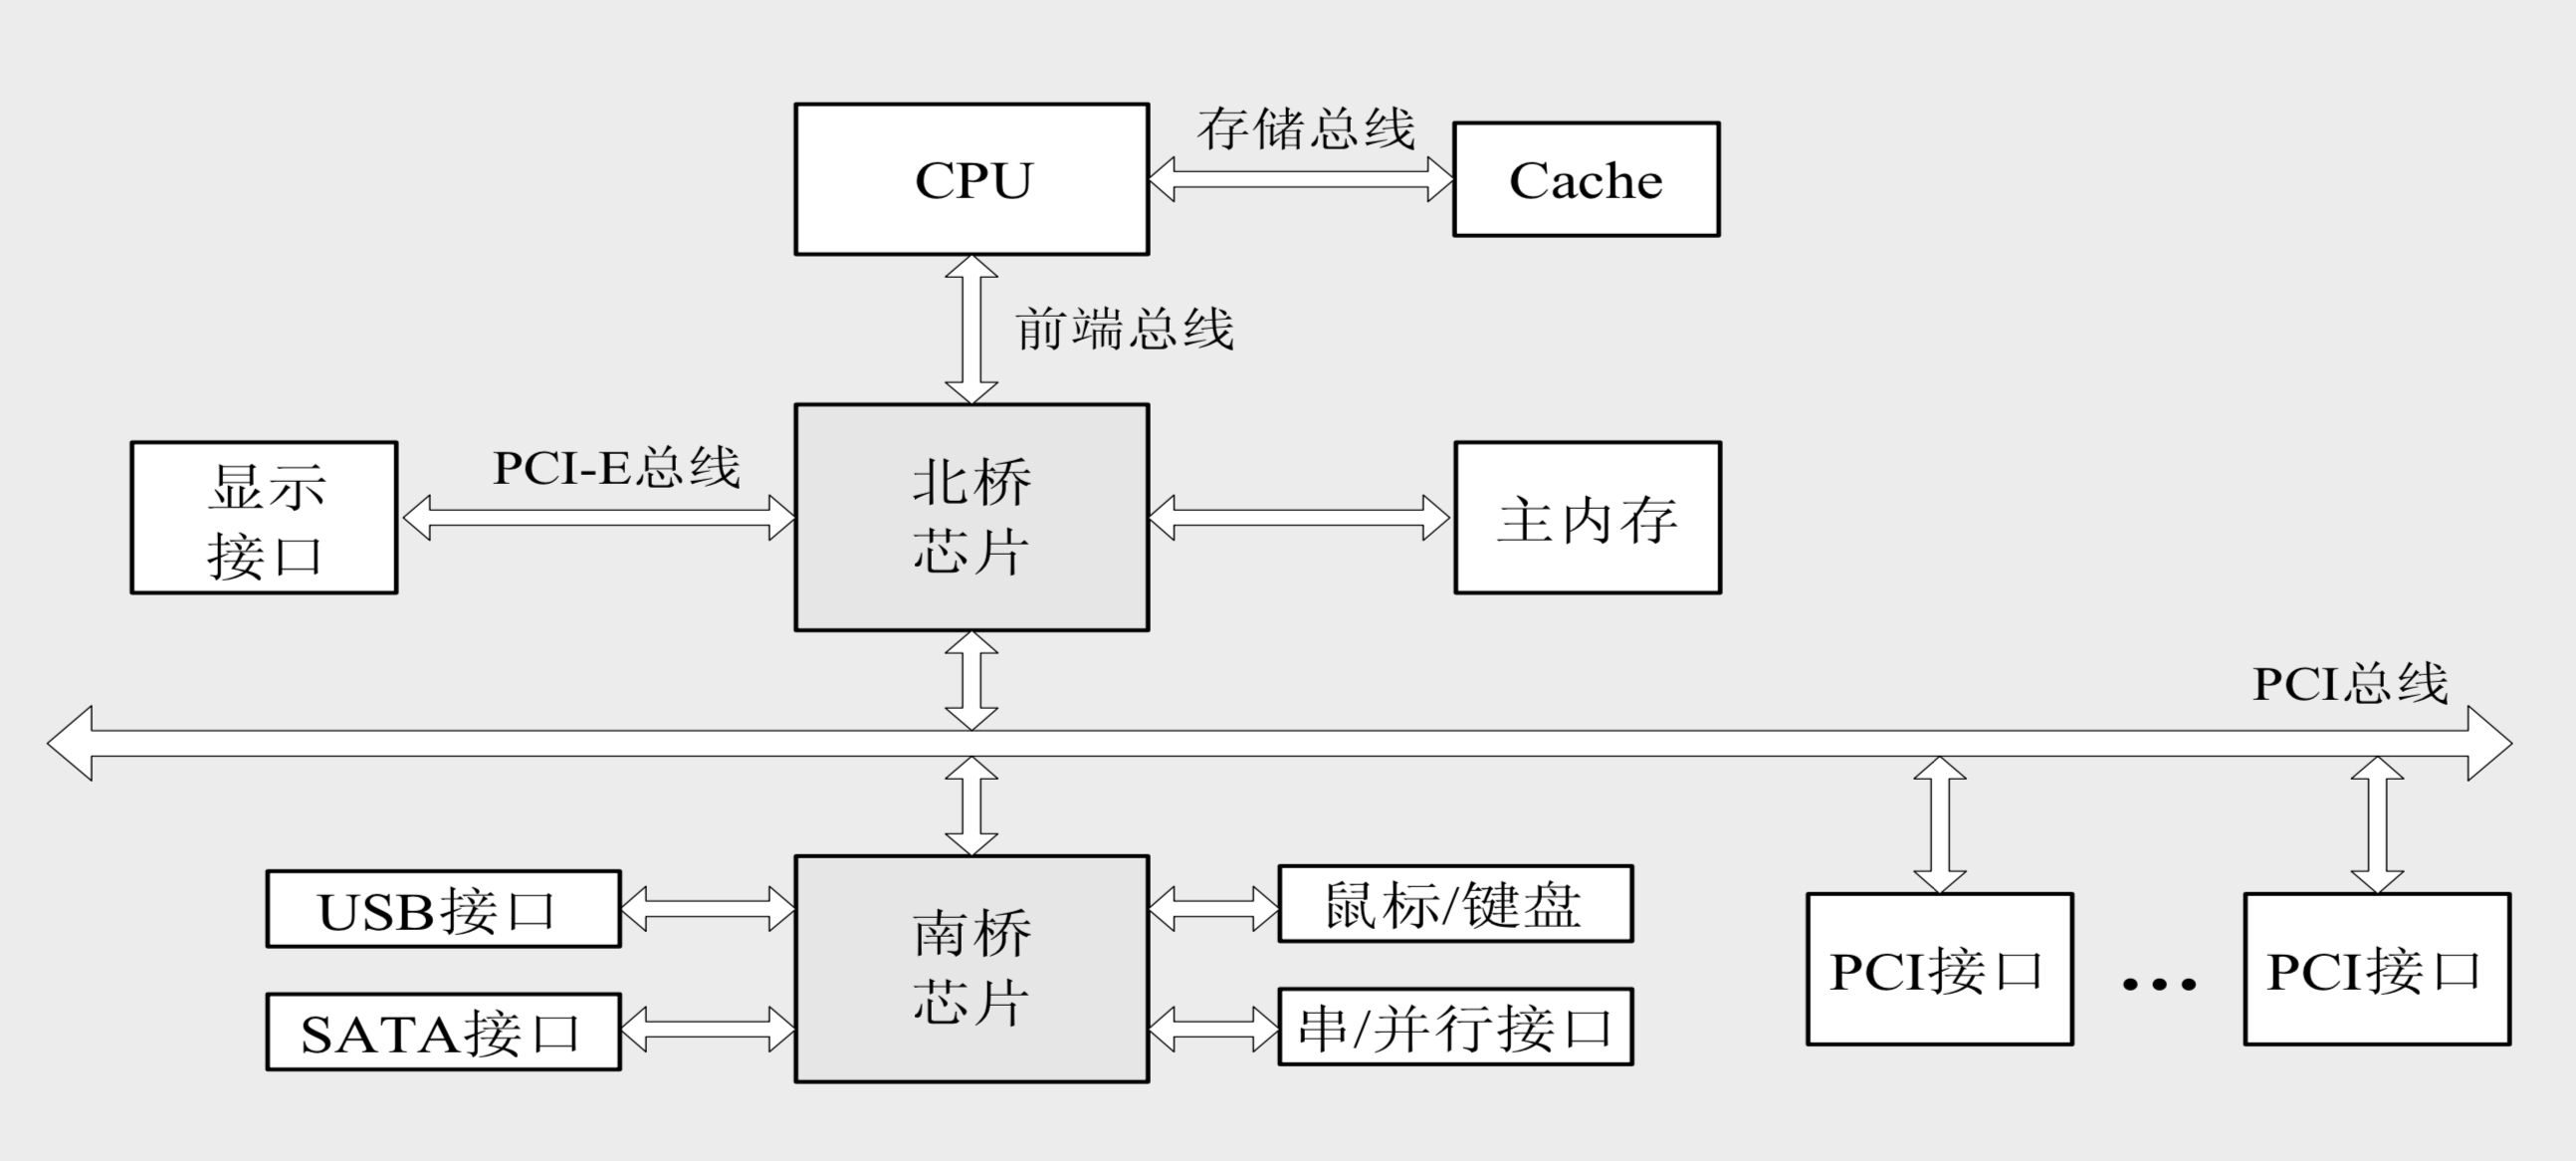 存储总线
CPU
Cache
前端总线
显示
接口
PCI-E总线
北桥
芯片
主内存
PCI总线
USB接口
SATA接口
南桥
芯片
鼠标/键盘
串/并行接口
PCI接口
...
PCI接口